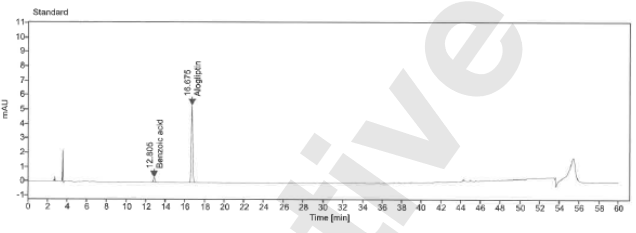 Standard
11
10
9
8
7
6
5
4
3
2
1
0
-1
mAU
12.805
Benzoic acid
16.675
Alogliptin
0 2 4 6 8 10 12 14 16 18 20 22 24 26 28 30 32 34 36 38 40 42 44 46 48 50 52 54 56 58 60
Time [min]
tive